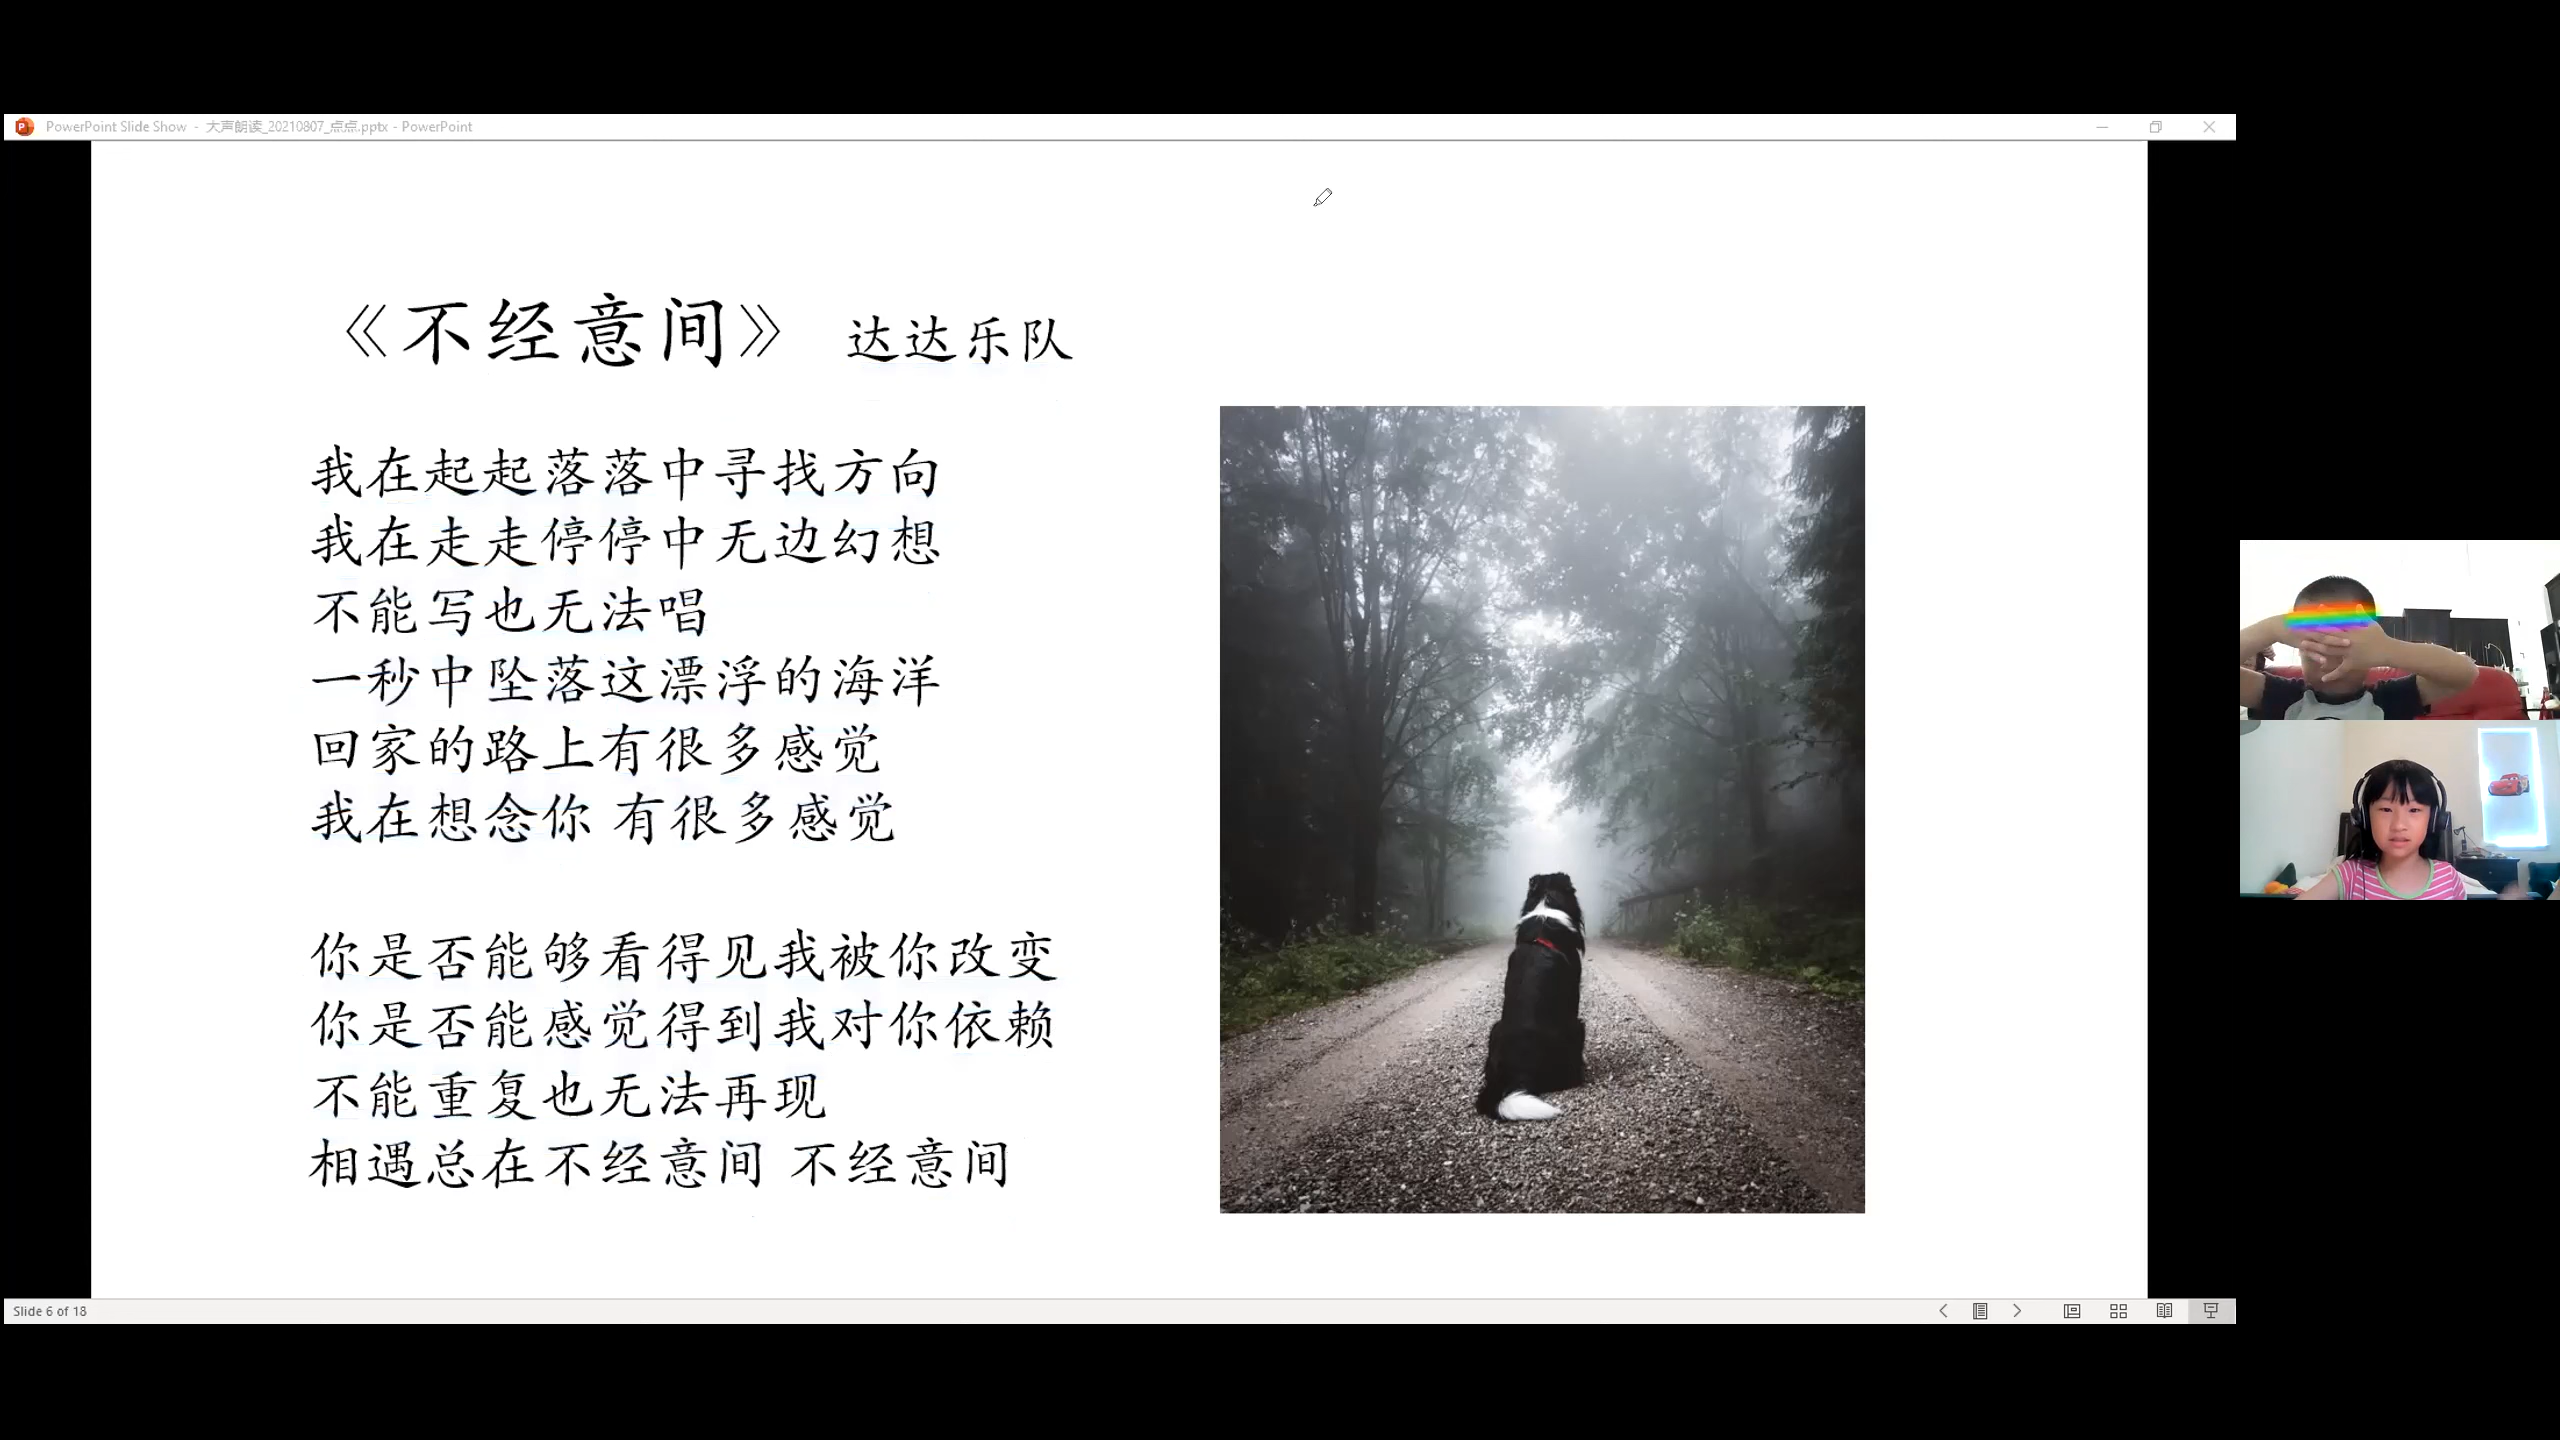 PowerPoint Slide Show - 大声朗读_20210807_点点.pptx - PowerPoint
《不经意间》 达达乐队
我在起起落落中寻找方向
我在走走停停中无边幻想
不能写也无法唱
一秒中坠落这漂浮的海洋
回家的路上有很多感觉
我在想念你 有很多感觉
你是否能够看得见我被你改变
你是否能感觉得到我对你依赖
不能重复也无法再现
相遇总在不经意间 不经意间
Slide 6 of 18